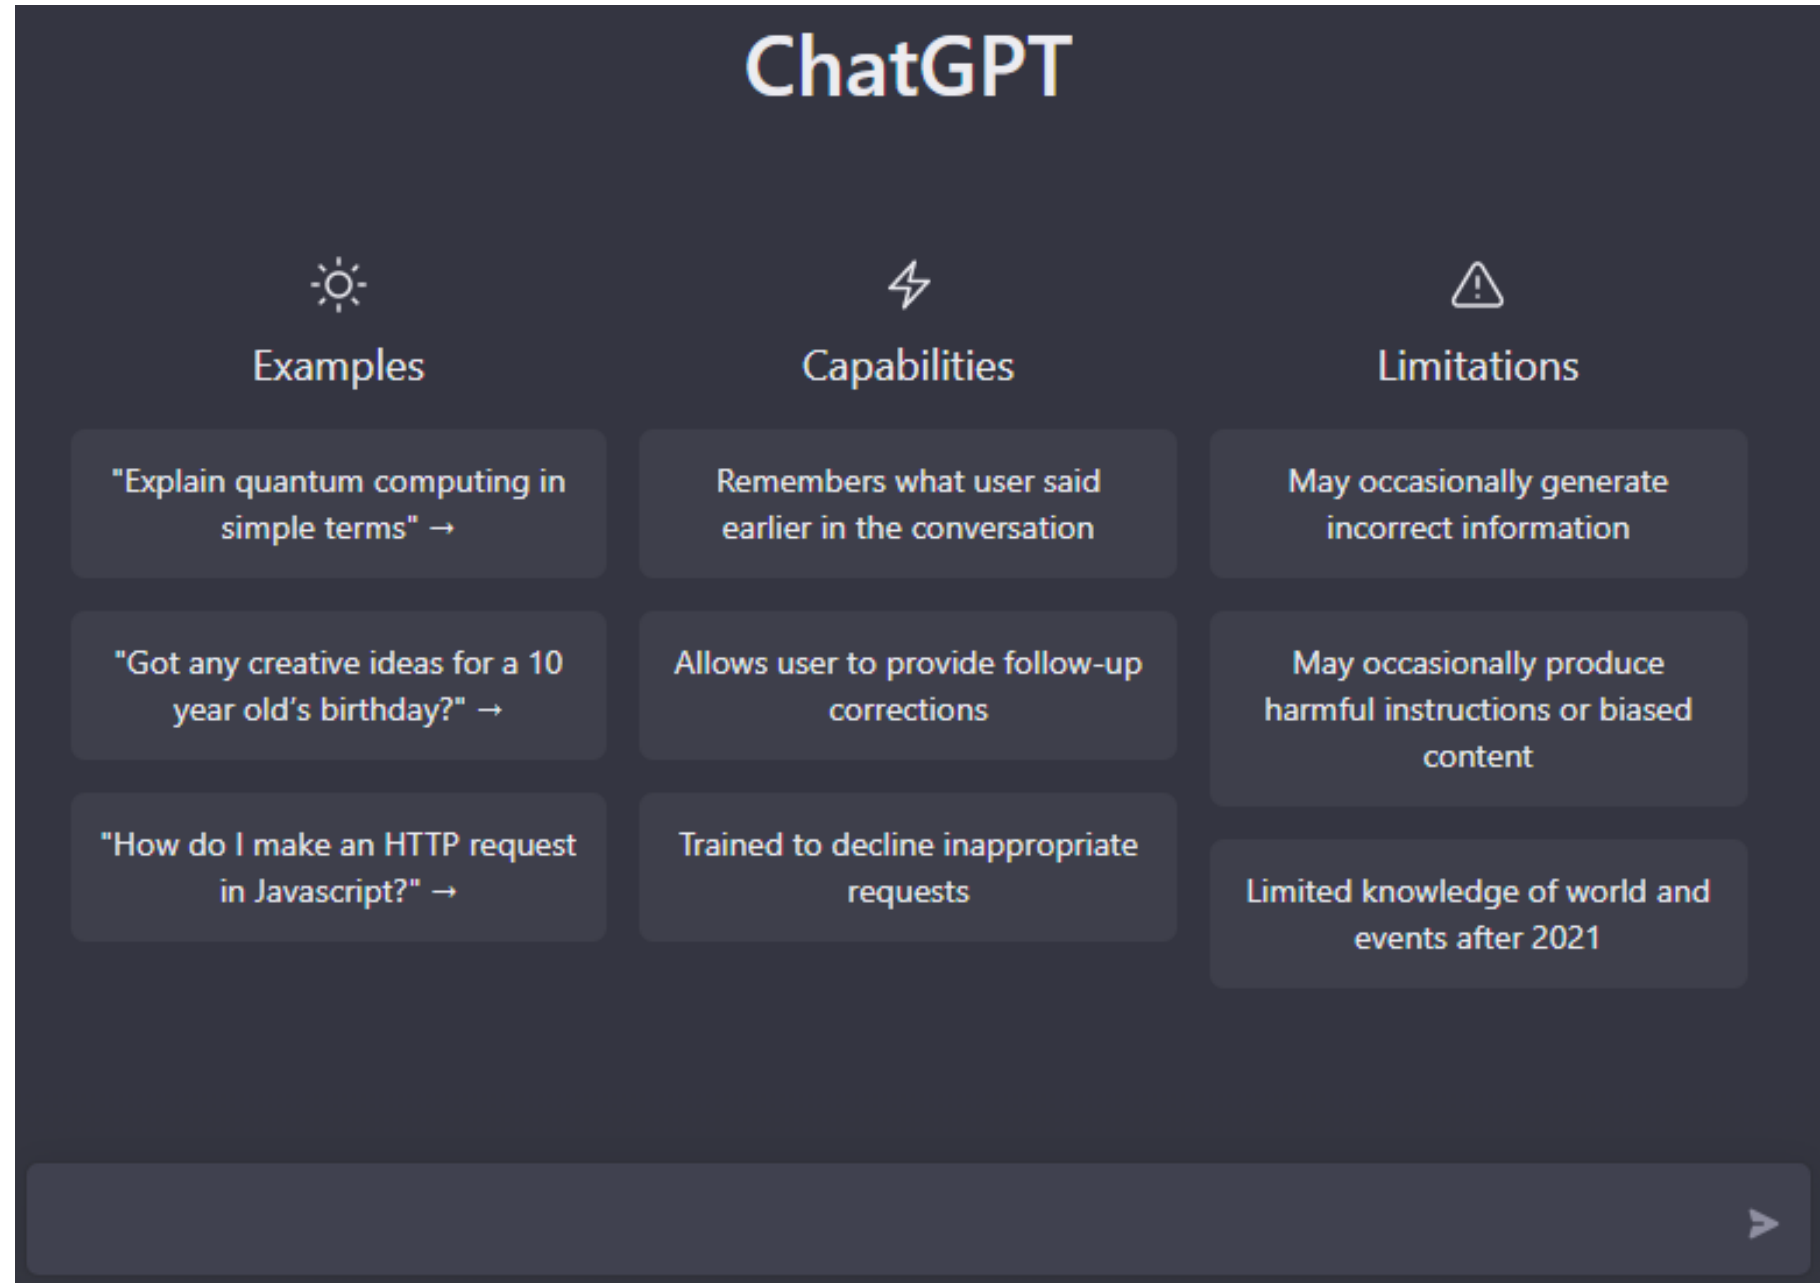 ChatGPT
Examples
"Explain quantum computing in
simple terms" →
"Got any creative ideas for a 10
year old’s birthday?" →
"How do I make an HTTP request
in Javascript?" →
Capabilities
Remembers what user said
earlier in the conversation
Allows user to provide follow-up
corrections
Trained to decline inappropriate
requests
Limitations
May occasionally generate
incorrect information
May occasionally produce
harmful instructions or biased
content
Limited knowledge of world and
events after 2021